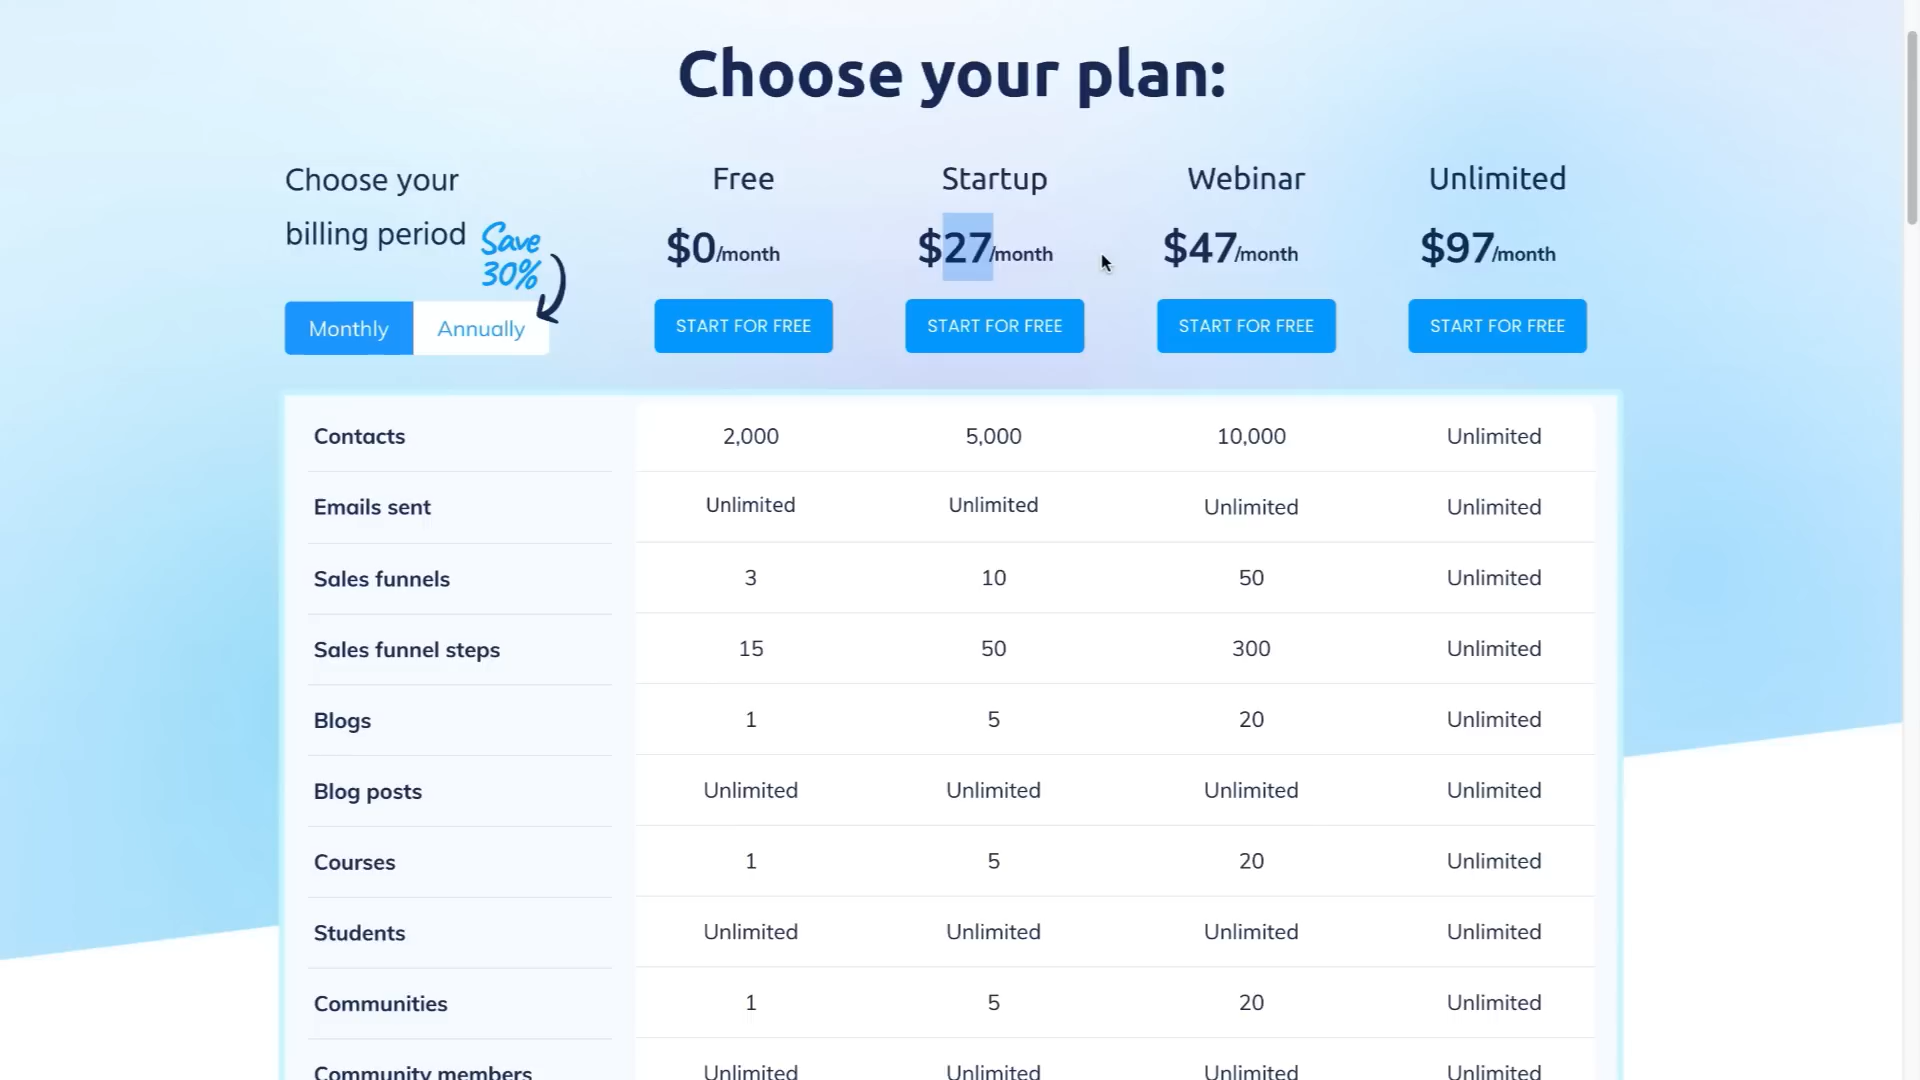 Choose your plan:
Choose your
billing period
Save
30%
Monthly Annually
Free Startup Webinar Unlimited
$0/month $27/month $47/month $97/month
START FOR FREE START FOR FREE START FOR FREE START FOR FREE
Contacts 2,000 5,000 10,000 Unlimited
Emails sent Unlimited Unlimited Unlimited Unlimited
Sales funnels 3 10 50 Unlimited
Sales funnel steps 15 50 300 Unlimited
Blogs 1 5 20 Unlimited
Blog posts Unlimited Unlimited Unlimited Unlimited
Courses 1 5 20 Unlimited
Students Unlimited Unlimited Unlimited Unlimited
Communities 1 5 20 Unlimited
Community members Unlimited Unlimited Unlimited Unlimited